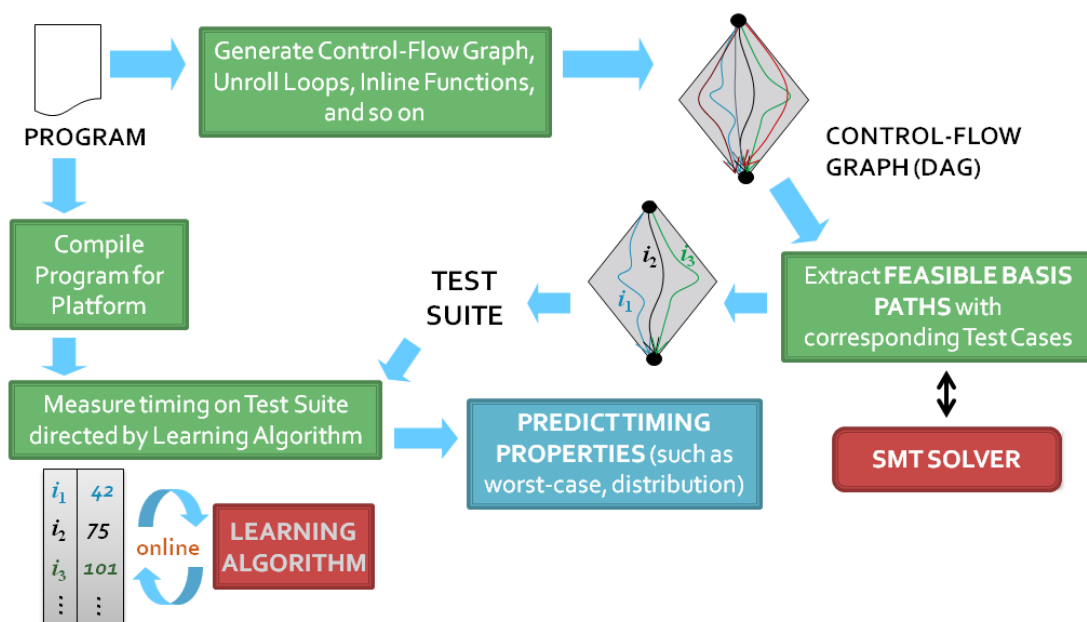 Generate Control-Flow Graph,
Unroll Loops, Inline Functions,
and so on
PROGRAM
CONTROL-FLOW
GRAPH (DAG)
Compile
Program for
Platform
TEST
SUITE
i1
i2
i3
Extract FEASIBLE BASIS
PATHS with
corresponding Test Cases
Measure timing on Test Suite
directed by Learning Algorithm
PREDICT TIMING
PROPERTIES (such as
worst-case, distribution)
SMT SOLVER
i1 42
i2 75
i3 101
⋮ ⋮
online
LEARNING
ALGORITHM